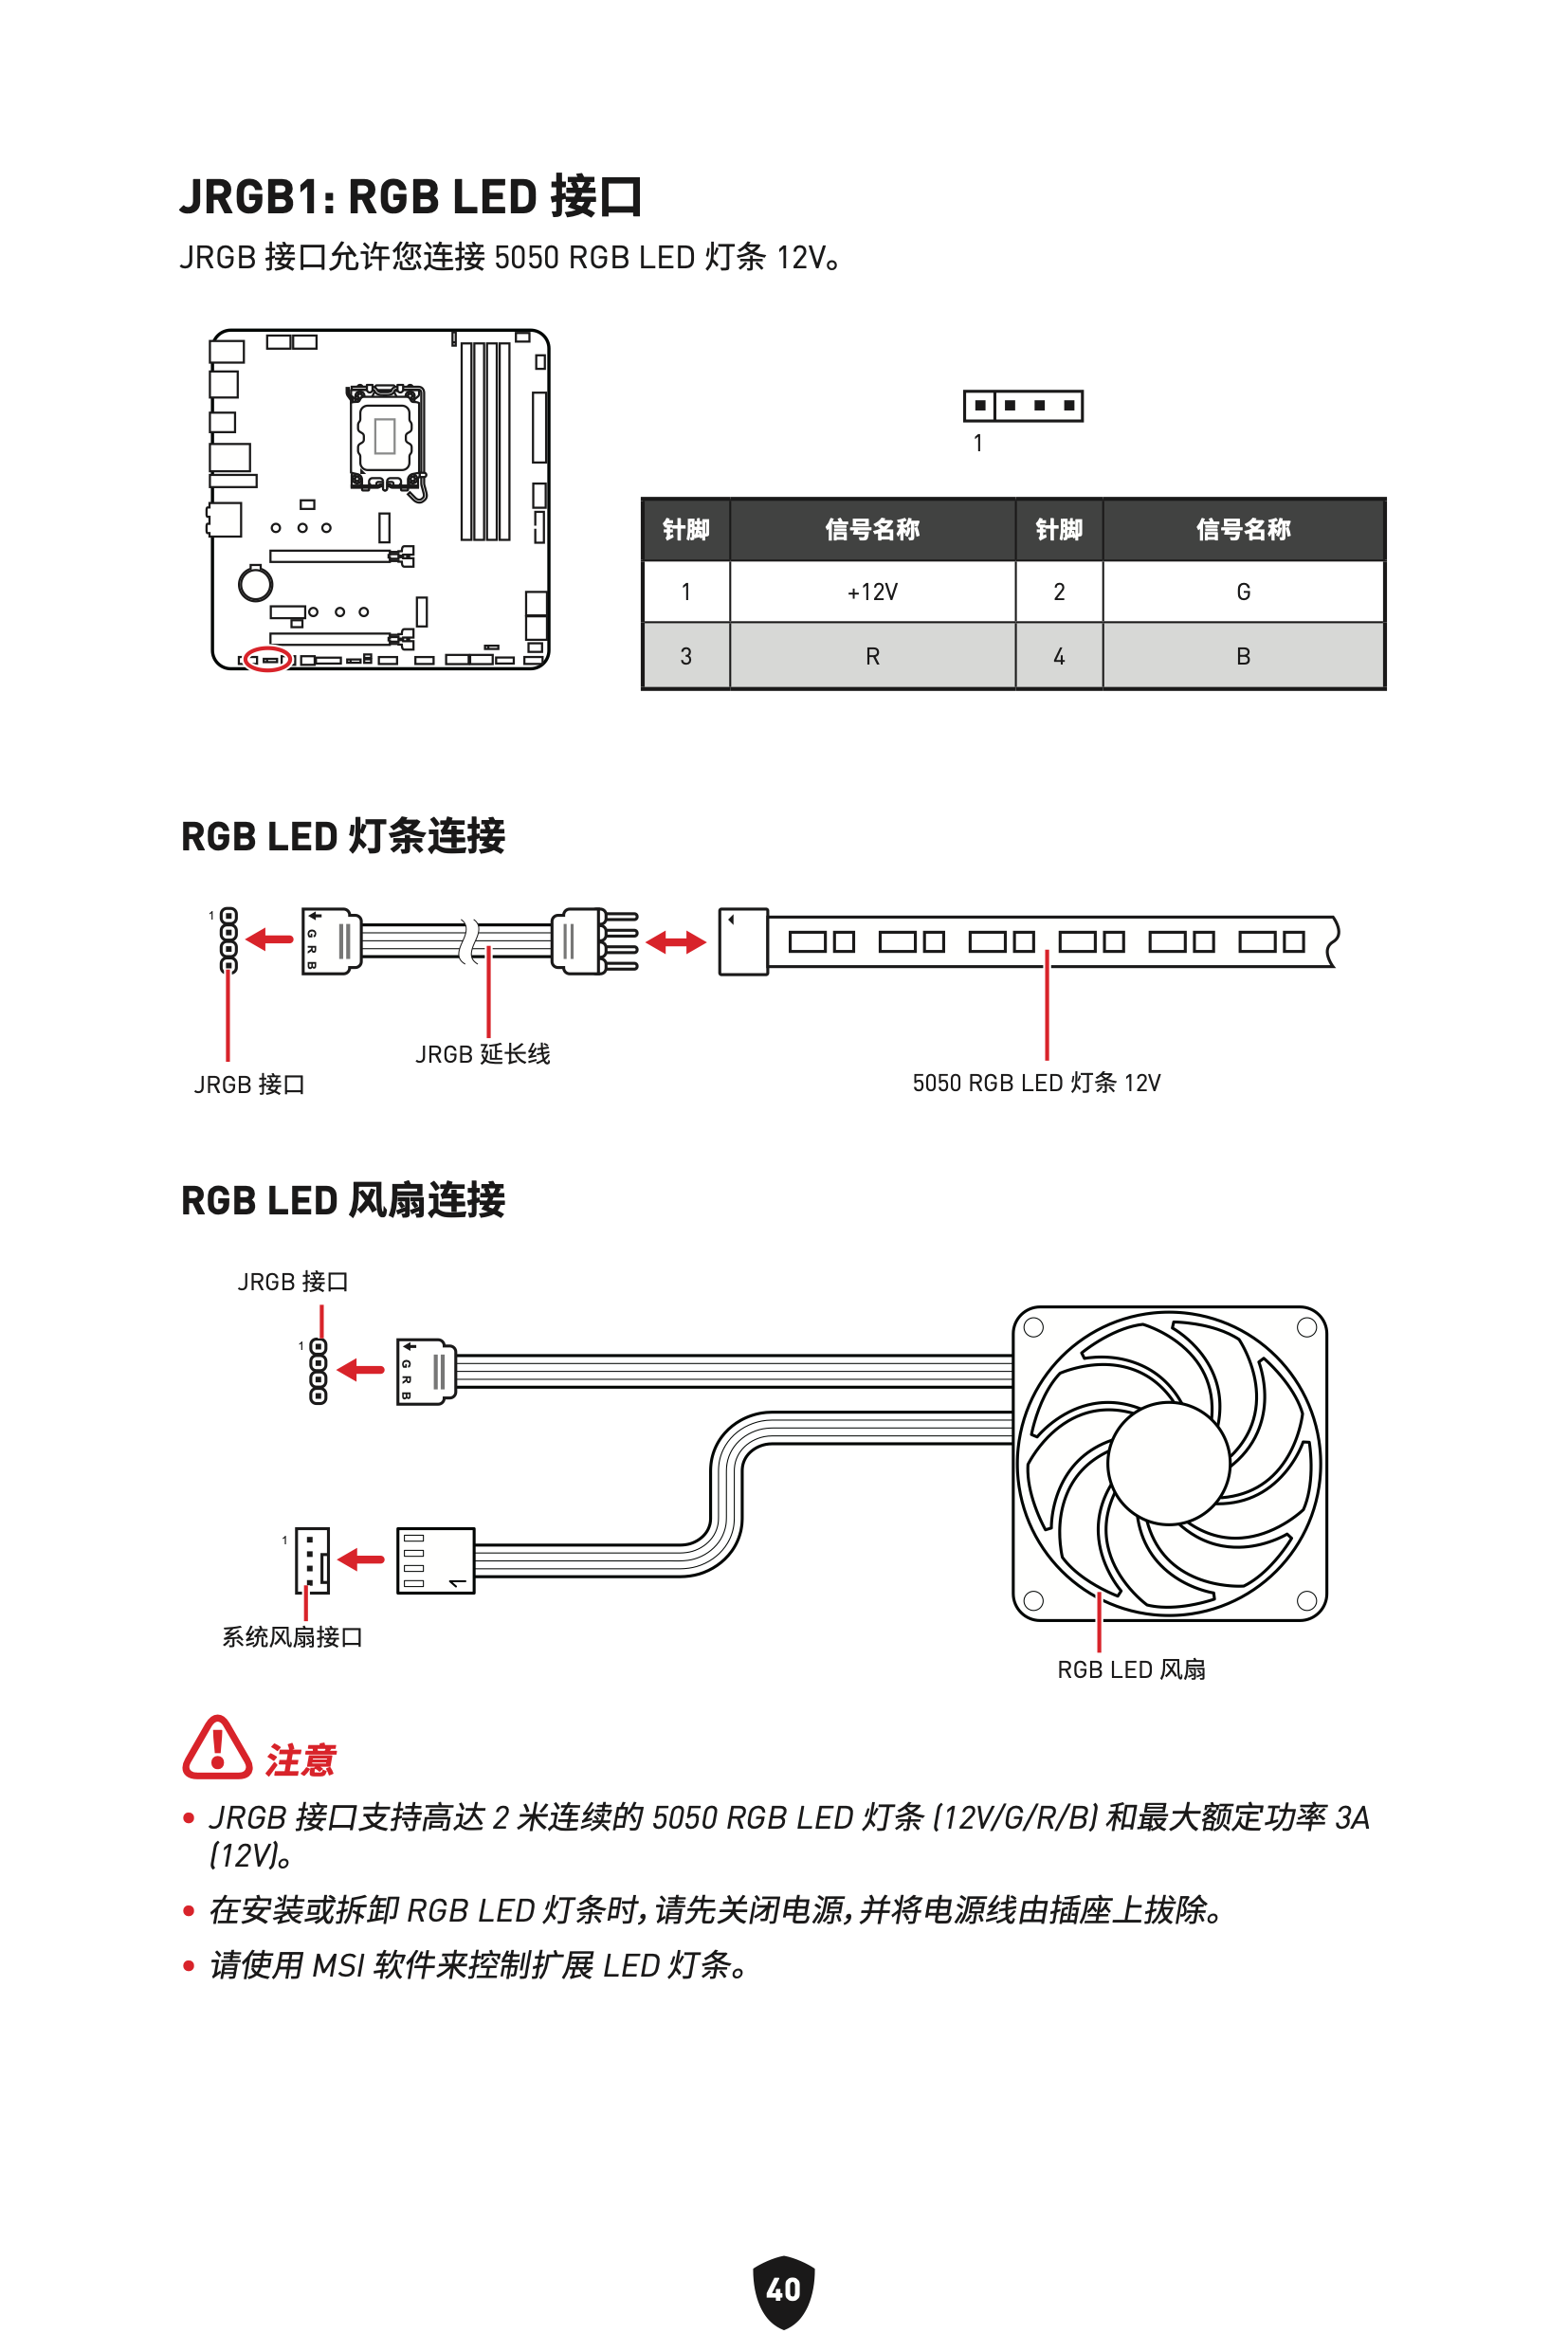 JRGB1: RGB LED 接口
JRGB 接口允许您连接 5050 RGB LED 灯条 12V。
1
针脚 信号名称 针脚 信号名称
1 +12V 2 G
3 R 4 B
RGB LED 灯条连接
1
G R B
JRGB 延长线
JRGB 接口
5050 RGB LED 灯条 12V
RGB LED 风扇连接
JRGB 接口
1
G R B
1
1
系统风扇接口
RGB LED 风扇
注意
• JRGB 接口支持高达 2 米连续的 5050 RGB LED 灯条 (12V/G/R/B) 和最大额定功率 3A
(12V)。
• 在安装或拆卸 RGB LED 灯条时，请先关闭电源，并将电源线由插座上拔除。
• 请使用 MSI 软件来控制扩展 LED 灯条。
40